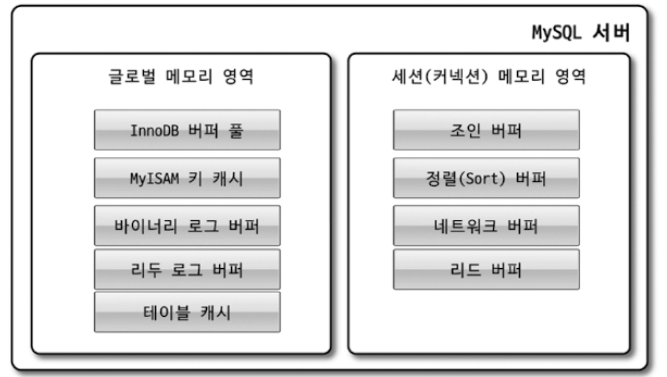 MySQL 서버
글로벌 메모리 영역
InnoDB 버퍼 풀
MyISAM 키 캐시
바이너리 로그 버퍼
리두 로그 버퍼
테이블 캐시
세션(커넥션) 메모리 영역
조인 버퍼
정렬(Sort) 버퍼
네트워크 버퍼
리드 버퍼